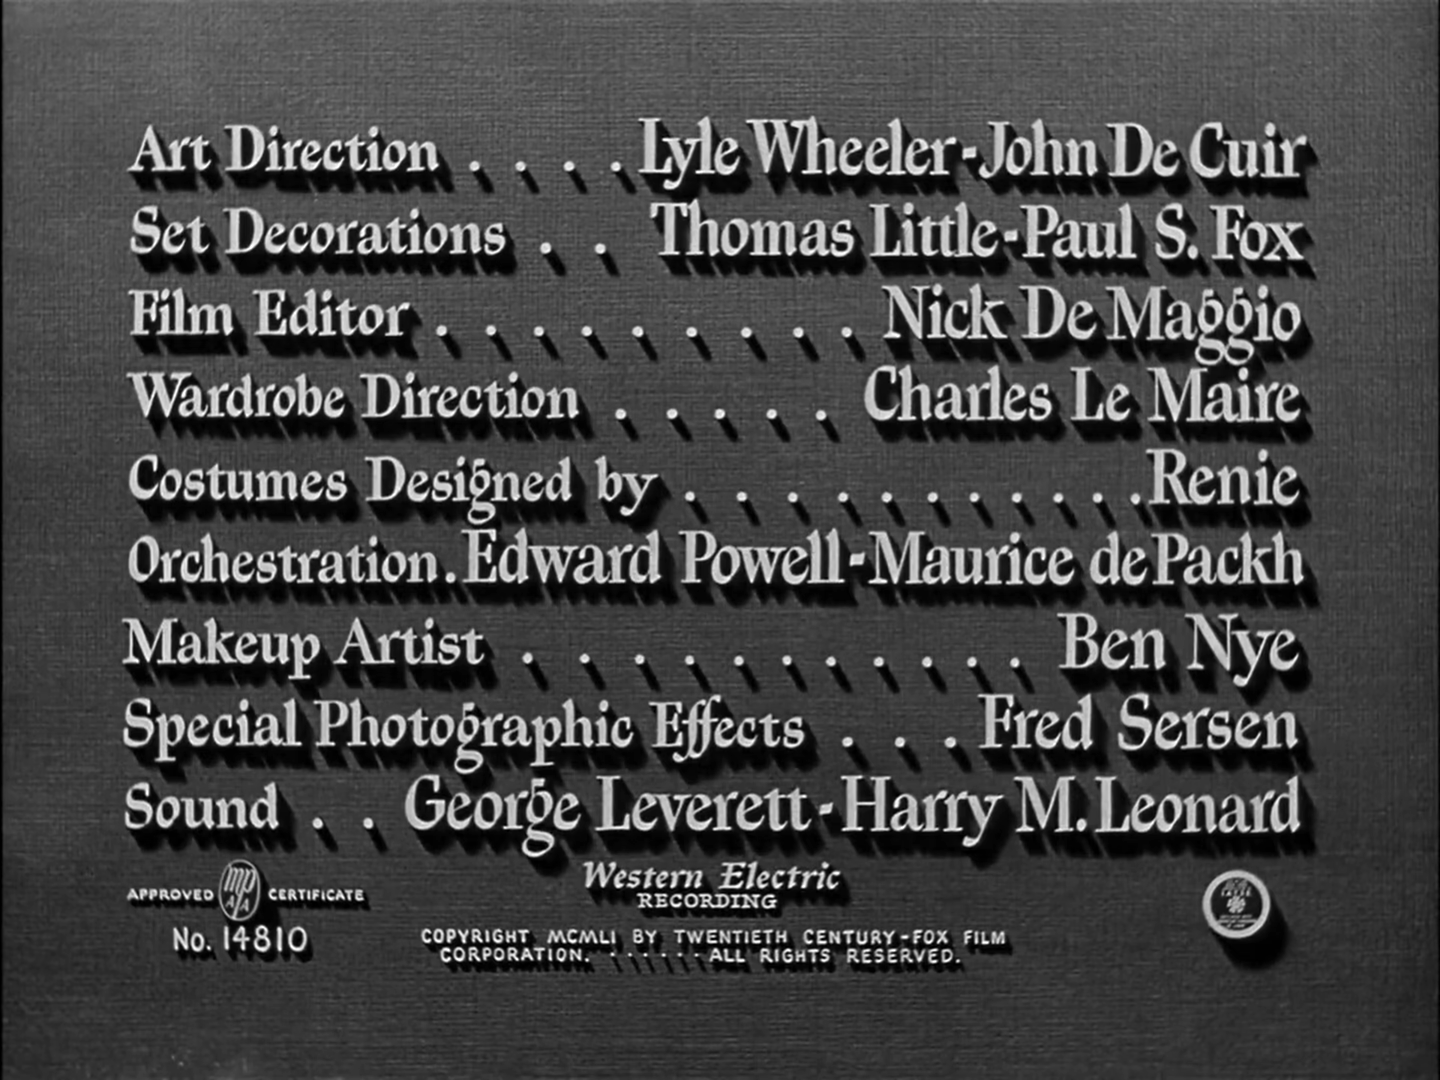 Art Direction . . . . Lyle Wheeler-John De Cuir
Set Decorations . . Thomas Little-Paul S. Fox
Film Editor . . . . . . . . . Nick De Maggio
Wardrobe Direction . . . . . Charles Le Maire
Costumes Designed by . . . . . . . . . . Renie
Orchestration . Edward Powell-Maurice dePackh
Makeup Artist . . . . . . . . . . Ben Nye
Special Photographic Effects . . . Fred Sersen
Sound . . George Leverett-Harry M. Leonard
APPROVED MPAA CERTIFICATE
No. 14810
Western Electric
RECORDING
COPYRIGHT MCMLI BY TWENTIETH CENTURY-FOX FILM
CORPORATION. . . . . . . ALL RIGHTS RESERVED.